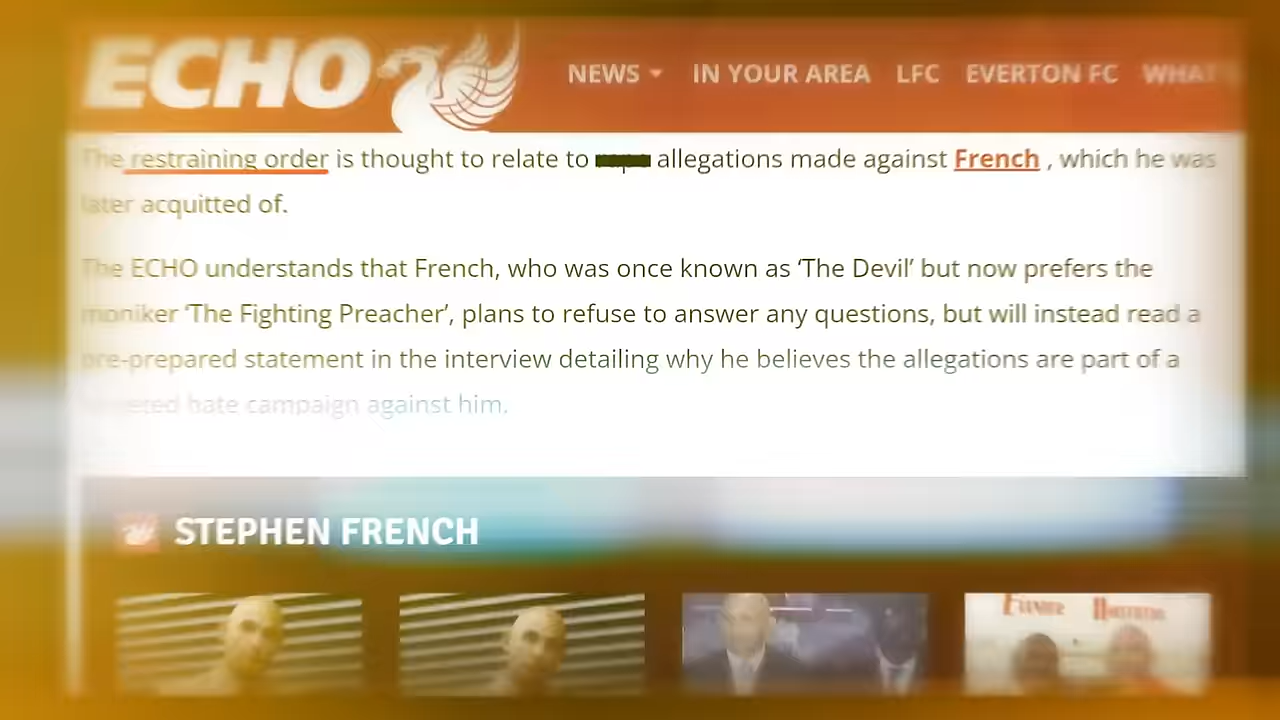 ECHO
NEWS IN YOUR AREA LFC EVERTON FC WHAT'S
The restraining order is thought to relate to allegations made against French , which he was
later acquitted of.
The ECHO understands that French, who was once known as ‘The Devil’ but now prefers the
moniker ‘The Fighting Preacher’, plans to refuse to answer any questions, but will instead read a
pre-prepared statement in the interview detailing why he believes the allegations are part of a
targeted hate campaign against him.
STEPHEN FRENCH